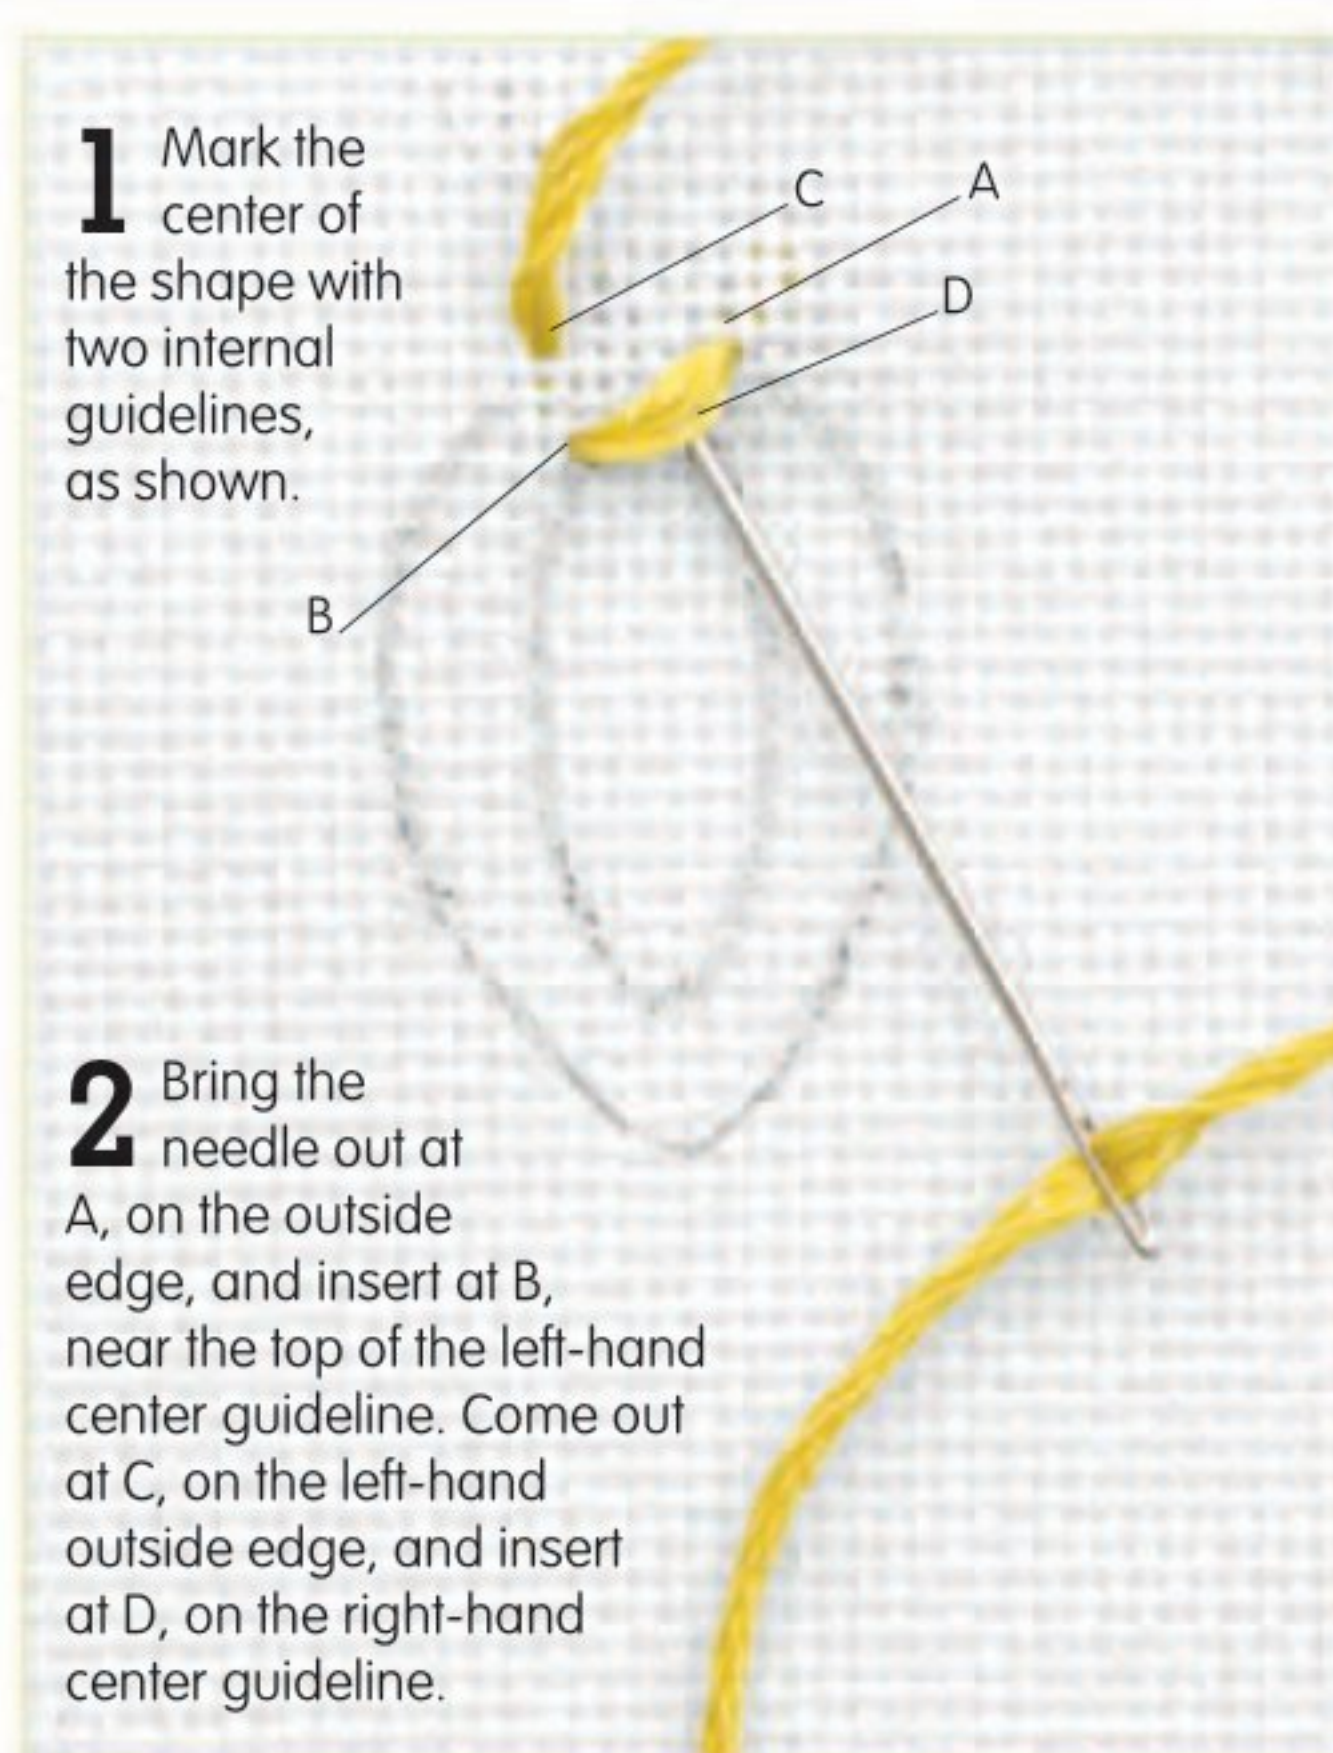 1 Mark the
center of
the shape with
two internal
guidelines,
as shown.
C
A
D
B
2 Bring the
needle out at
A, on the outside
edge, and insert at B,
near the top of the left-hand
center guideline. Come out
at C, on the left-hand
outside edge, and insert
at D, on the right-hand
center guideline.